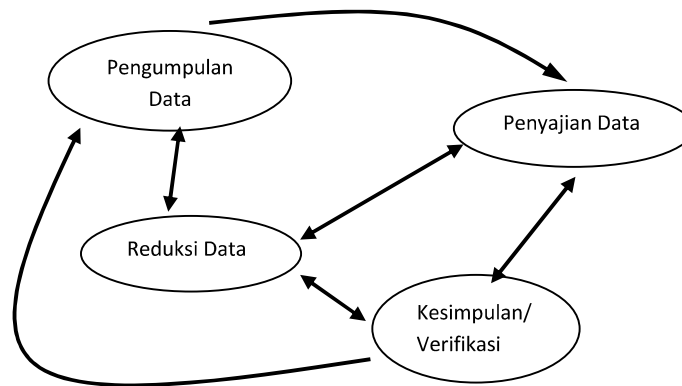 Pengumpulan
Data
Penyajian Data
Reduksi Data
Kesimpulan/
Verifikasi